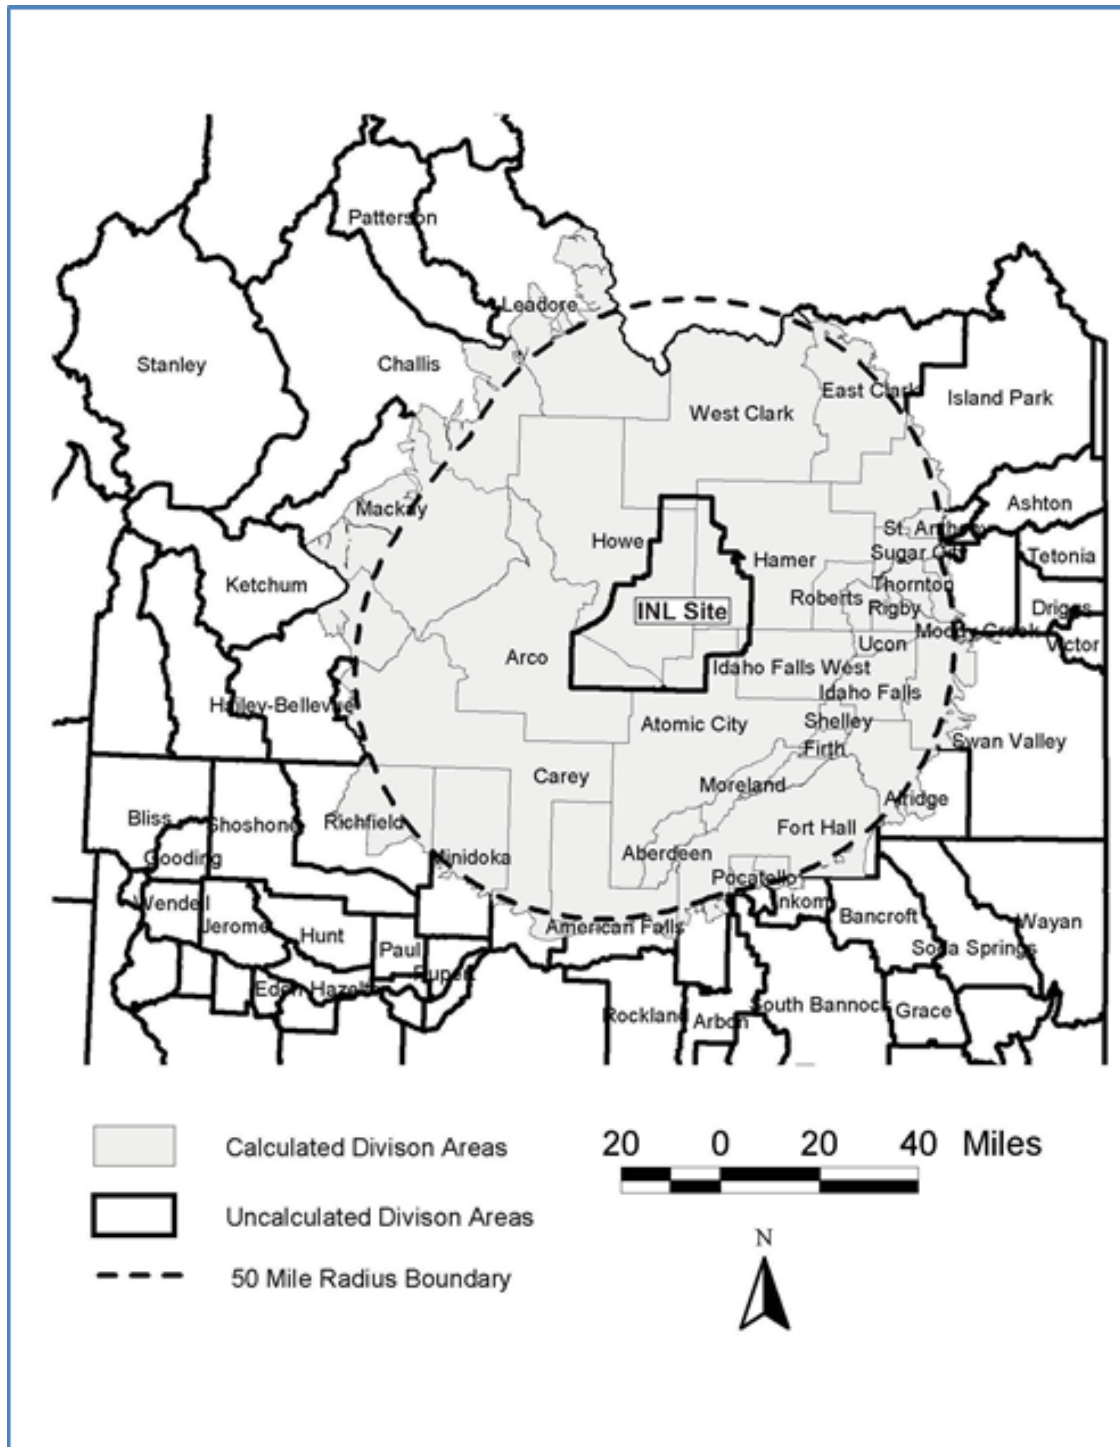 Patterson
Leadore
Stanley
Challis
East Clark
Island Park
West Clark
Mackay
Ashton
St. Anthony
Howe
Hamer
Sugar City
Tetonia
Ketchum
Thornton
Roberts
Rigby
Driggs
INL Site
Moody Creek
Victor
Ucon
Arco
Idaho Falls West
Idaho Falls
Hailey-Bellevue
Atomic City
Shelley
Swan Valley
Firth
Carey
Moreland
Alridge
Bliss
Shoshone
Richfield
Fort Hall
Gooding
Minidoka
Aberdeen
Pocatello
Wendell
Inkom
Bancroft
Jerome
Hunt
American Falls
Wayan
Paul
Soda Springs
Rupert
Eden Hazelt
South Bannock
Grace
Rockland
Arbon
Calculated Divison Areas
20 0 20 40 Miles
Uncalculated Divison Areas
N
50 Mile Radius Boundary